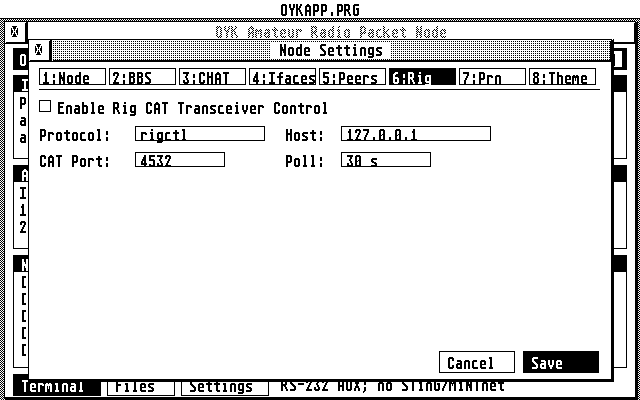 OYKAPP.PRG
OYK Amateur Radio Packet Node
Node Settings
1:Node 2:BBS 3:CHAT 4:Ifaces 5:Peers 6:Rig 7:Prn 8:Theme
Enable Rig CAT Transceiver Control
Protocol: rigctl Host: 127.0.0.1
CAT Port: 4532 Poll: 30 s
Cancel Save
Terminal Files Settings RS-232 AUX; no STinG/MiNTnet